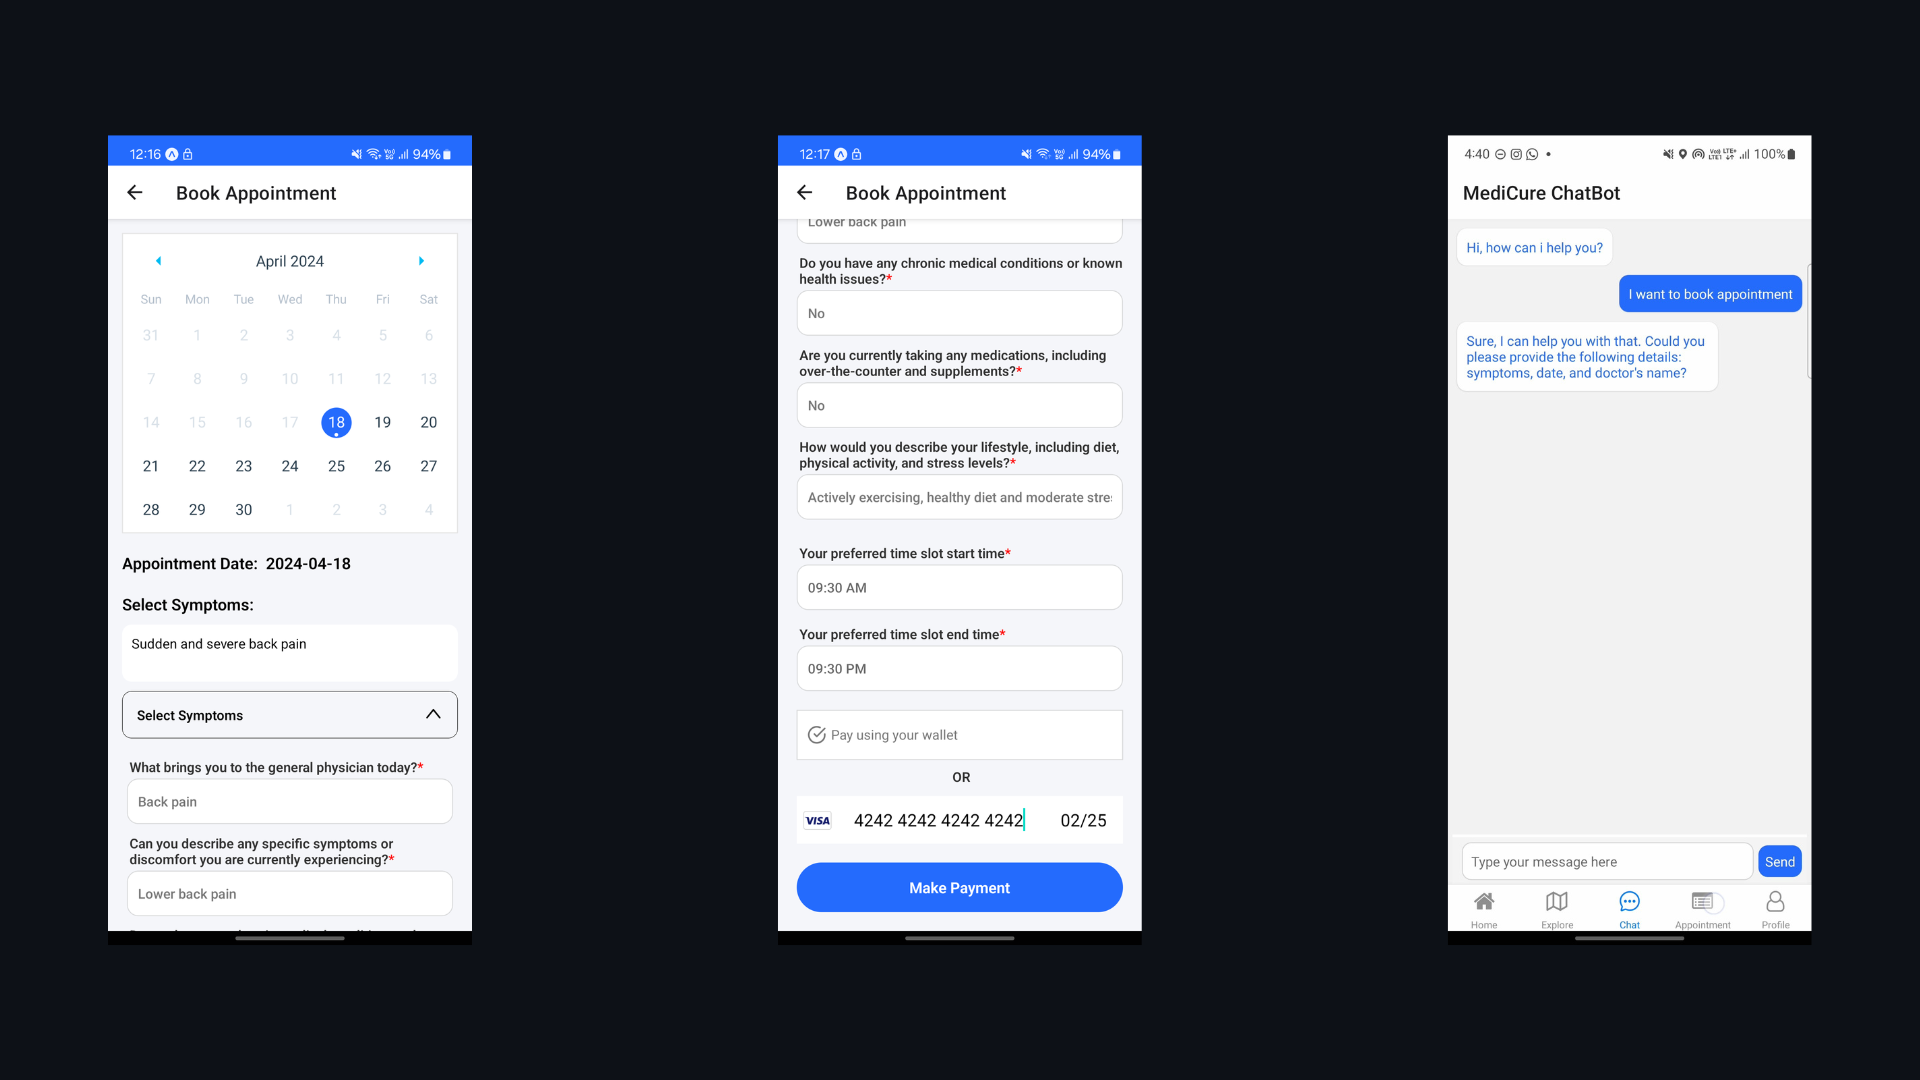 12:16 94%
Book Appointment
April 2024
Sun Mon Tue Wed Thu Fri Sat
31 1 2 3 4 5 6
7 8 9 10 11 12 13
14 15 16 17 18 19 20
21 22 23 24 25 26 27
28 29 30 1 2 3 4
Appointment Date: 2024-04-18
Select Symptoms:
Sudden and severe back pain
Select Symptoms
What brings you to the general physician today?*
Back pain
Can you describe any specific symptoms or
discomfort you are currently experiencing?*
Lower back pain
12:17 94%
Book Appointment
Lower back pain
Do you have any chronic medical conditions or known
health issues?*
No
Are you currently taking any medications, including
over-the-counter and supplements?*
No
How would you describe your lifestyle, including diet,
physical activity, and stress levels?*
Actively exercising, healthy diet and moderate stre
Your preferred time slot start time*
09:30 AM
Your preferred time slot end time*
09:30 PM
Pay using your wallet
OR
VISA 4242 4242 4242 4242 02/25
Make Payment
4:40 100%
MediCure ChatBot
Hi, how can i help you?
I want to book appointment
Sure, I can help you with that. Could you
please provide the following details:
symptoms, date, and doctor's name?
Type your message here Send
Home Explore Chat Appointment Profile